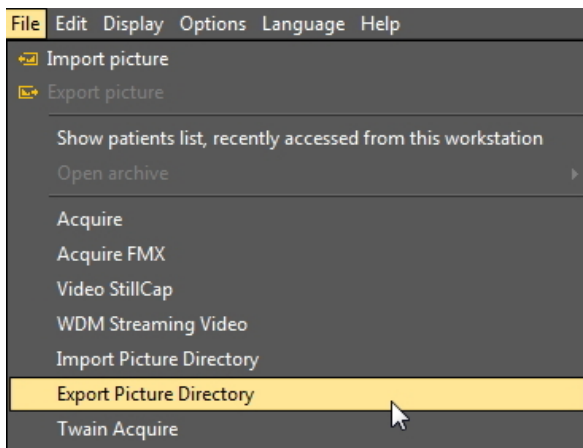 File Edit Display Options Language Help
Import picture
Export picture
Show patients list, recently accessed from this workstation
Open archive
Acquire
Acquire FMX
Video StillCap
WDM Streaming Video
Import Picture Directory
Export Picture Directory
Twain Acquire